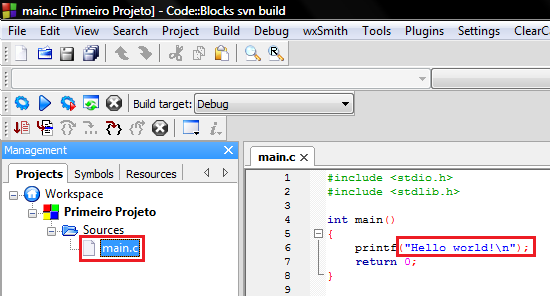 main.c [Primeiro Projeto] - Code::Blocks svn build
File Edit View Search Project Build Debug wxSmith Tools Plugins Settings ClearCa
Build target: Debug
Management
Projects Symbols Resources
Workspace
Primeiro Projeto
Sources
main.c
main.c
1 #include <stdio.h>
2 #include <stdlib.h>
3
4 int main()
5 {
6 printf("Hello world!\n");
7 return 0;
8 }